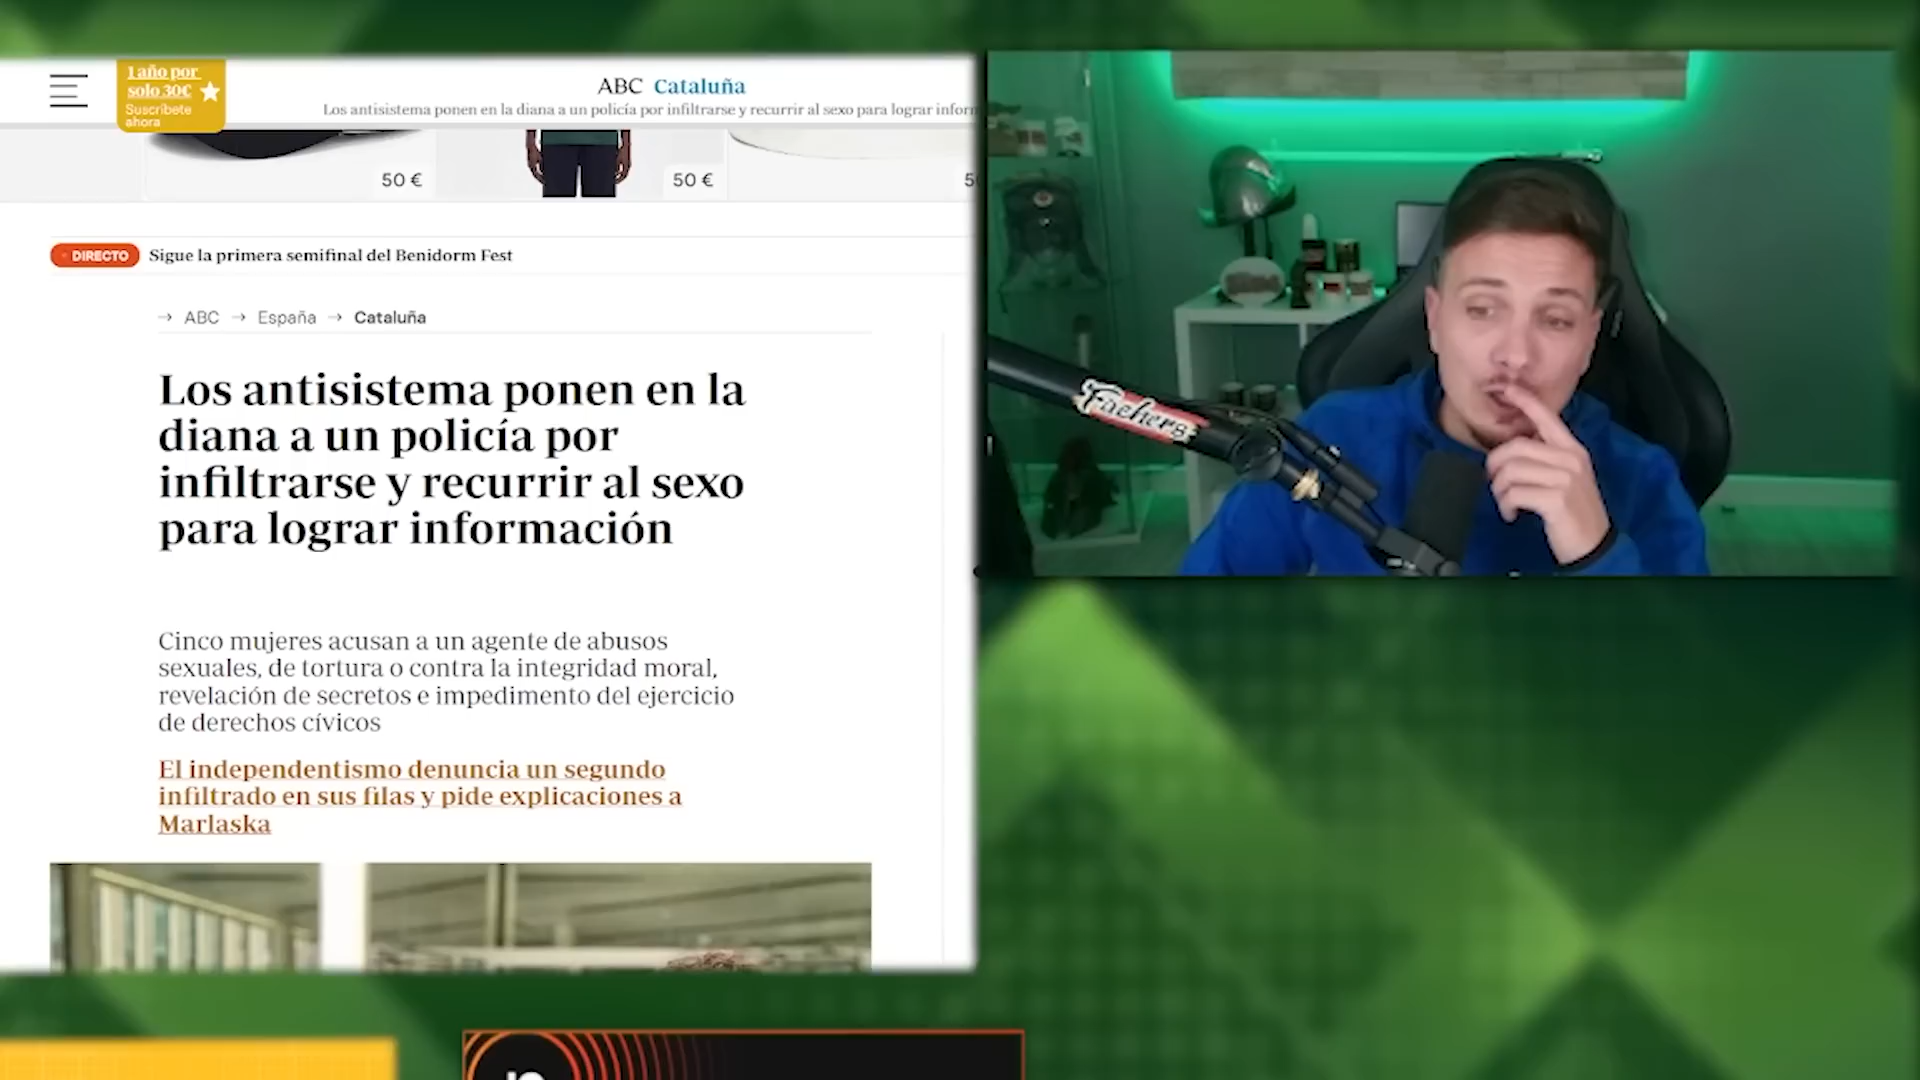 1 año por
solo 30€
Suscríbete
ahora
ABC Cataluña
Los antisistema ponen en la diana a un policía por infiltrarse y recurrir al sexo para lograr
50 €
50 €
DIRECTO
Sigue la primera semifinal del Benidorm Fest
→ ABC → España → Cataluña
Los antisistema ponen en la
diana a un policía por
infiltrarse y recurrir al sexo
para lograr información
Cinco mujeres acusan a un agente de abusos
sexuales, de tortura o contra la integridad moral,
revelación de secretos e impedimento del ejercicio
de derechos cívicos
El independentismo denuncia un segundo
infiltrado en sus filas y pide explicaciones a
Marlaska
Fachers